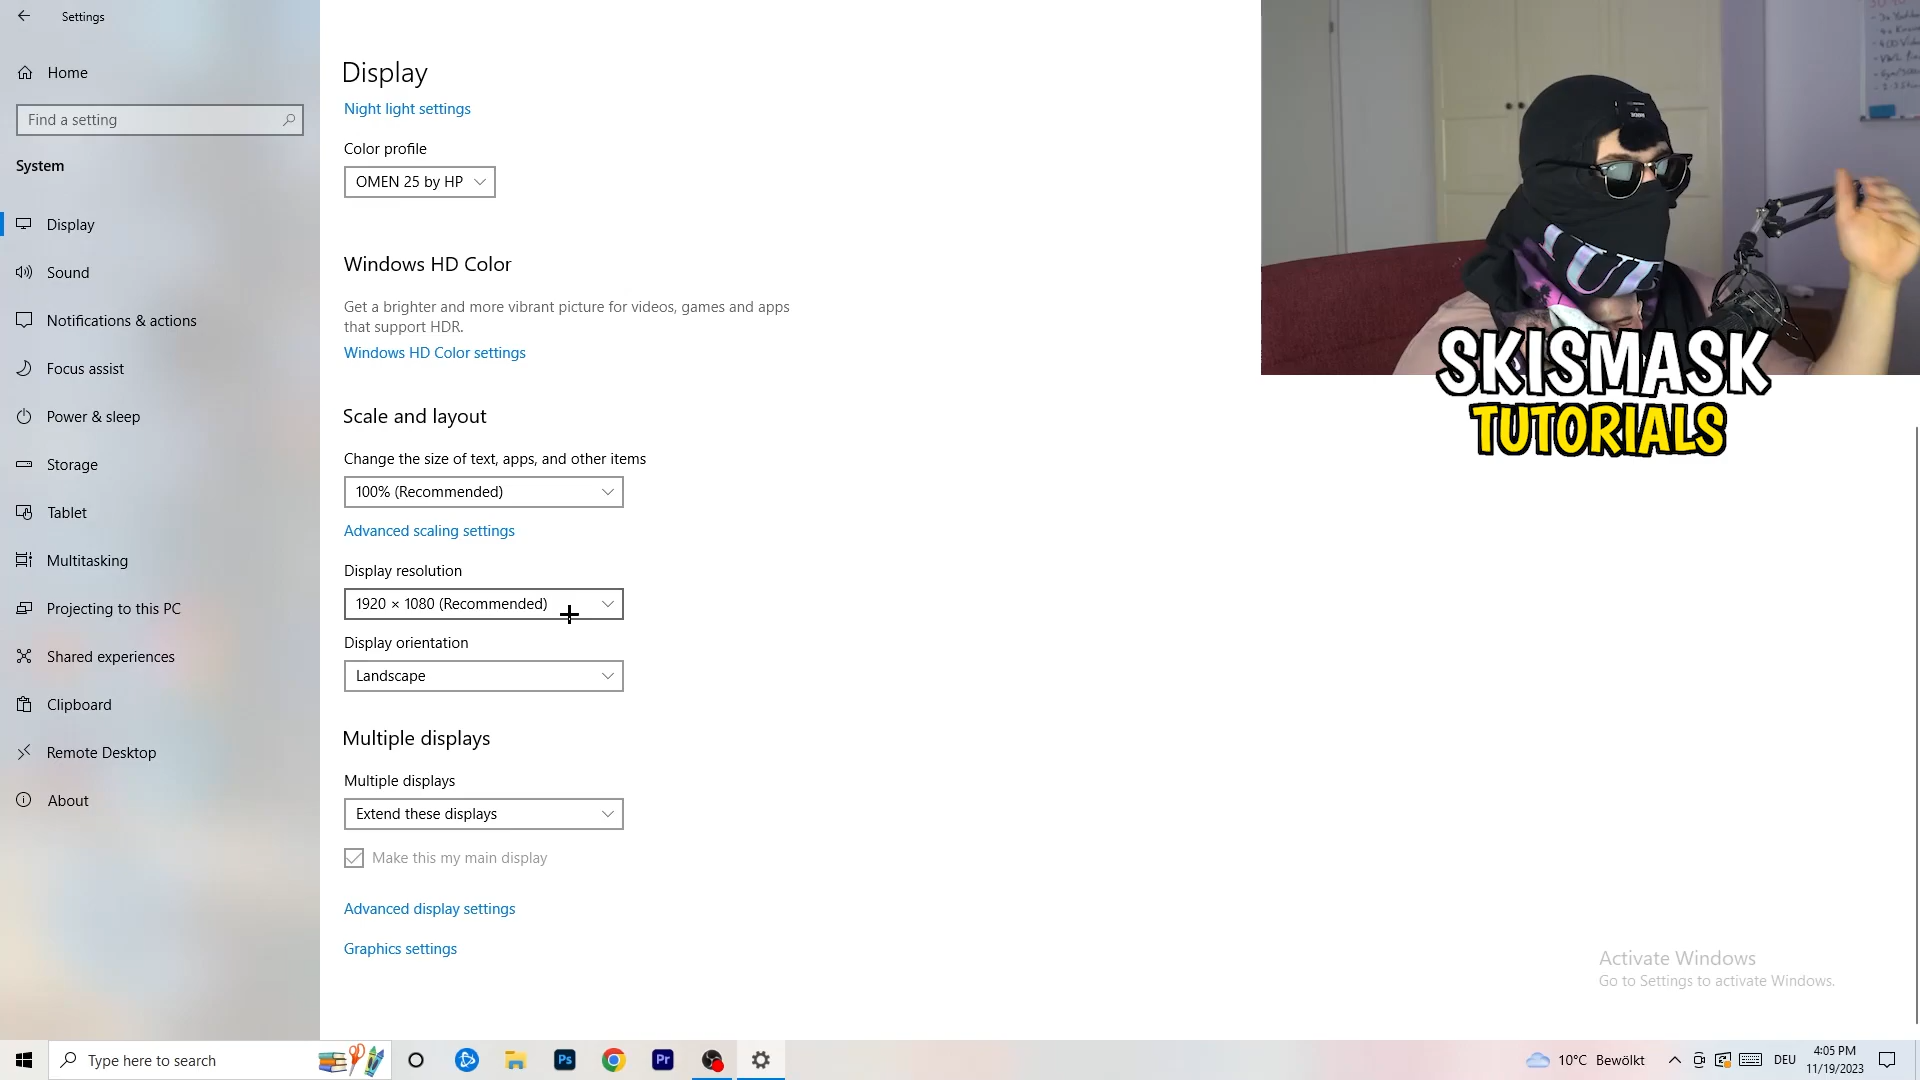 Settings
Home
Find a setting
System
Display
Sound
Notifications & actions
Focus assist
Power & sleep
Storage
Tablet
Multitasking
Projecting to this PC
Shared experiences
Clipboard
Remote Desktop
About
Display
Night light settings
Color profile
OMEN 25 by HP
Windows HD Color
Get a brighter and more vibrant picture for videos, games and apps
that support HDR.
Windows HD Color settings
Scale and layout
Change the size of text, apps, and other items
100% (Recommended)
Advanced scaling settings
Display resolution
1920 × 1080 (Recommended)
Display orientation
Landscape
Multiple displays
Multiple displays
Extend these displays
Make this my main display
Advanced display settings
Graphics settings
SKISMASK
TUTORIALS
Activate Windows
Go to Settings to activate Windows.
Type here to search
Ps
Pr
10°C Bewölkt
DEU
4:05 PM
11/19/2023